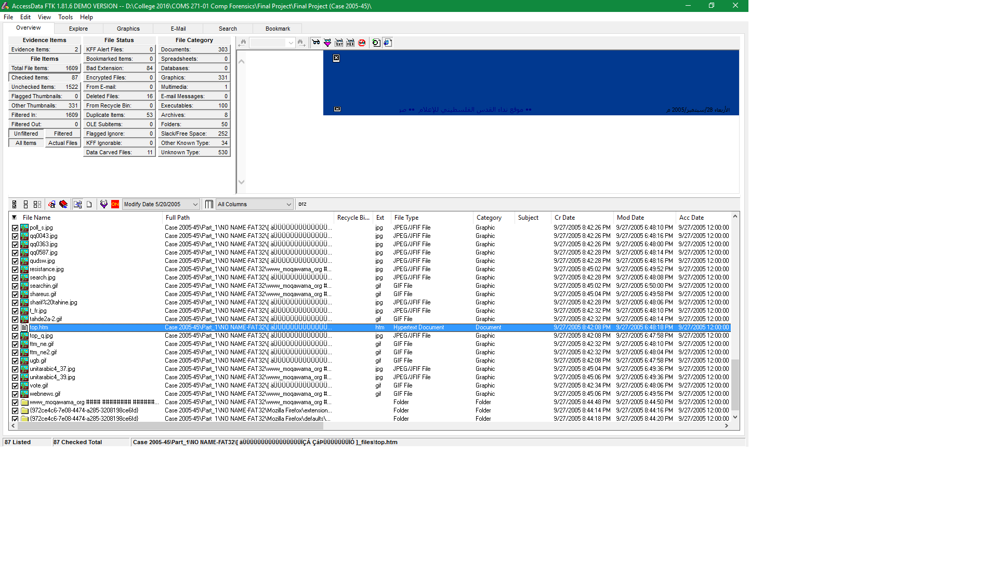 AccessData FTK 1.81.6 DEMO VERSION -- D:\College 2016\COMS 271-01 Comp Forensics\Final Project\Final Project (Case 2005-45)\
File Edit View Tools Help
Overview Explore Graphics E-Mail Search Bookmark
Evidence Items File Status File Category
Evidence Items: 2 KFF Alert Files: 0 Documents: 303
File Items Bookmarked Items: 0 Spreadsheets: 0
Total File Items: 1609 Bad Extension: 84 Databases: 0
Checked Items: 87 Encrypted Files: 0 Graphics: 331
Unchecked Items: 1522 From E-mail: 0 Multimedia: 1
Flagged Thumbnails: 0 Deleted Files: 16 E-mail Messages: 0
Other Thumbnails: 331 From Recycle Bin: 0 Executables: 100
Filtered In: 1609 Duplicate Items: 53 Archives: 8
Filtered Out: 0 OLE Subitems: 0 Folders: 50
Unfiltered Filtered Flagged Ignore: 0 Slack/Free Space: 252
All Items Actual Files KFF Ignorable: 0 Other Known Type: 34
Data Carved Files: 11 Unknown Type: 530
TEXT HEX
الأربعاء 28/سبتمبر/2005 م
•• موقع نداء القدس الفلسطيني للإعلام •• صو
ON Modify Date 5/20/2005 All Columns DTZ
File Name Full Path Recycle Bi... Ext File Type Category Subject Cr Date Mod Date Acc Date
poll_s.jpg Case 2005-45\Part_1\NO NAME-FAT32\[ äÜÜÜÜÜÜÜÜÜÜÜÜÜ... jpg JPEG/JFIF File Graphic 9/27/2005 8:42:26 PM 9/27/2005 6:48:10 PM 9/27/2005 12:00:00
qq0043.jpg Case 2005-45\Part_1\NO NAME-FAT32\[ äÜÜÜÜÜÜÜÜÜÜÜÜÜ... jpg JPEG/JFIF File Graphic 9/27/2005 8:42:26 PM 9/27/2005 6:48:16 PM 9/27/2005 12:00:00
qq0363.jpg Case 2005-45\Part_1\NO NAME-FAT32\[ äÜÜÜÜÜÜÜÜÜÜÜÜÜ... jpg JPEG/JFIF File Graphic 9/27/2005 8:42:26 PM 9/27/2005 6:48:00 PM 9/27/2005 12:00:00
qq0587.jpg Case 2005-45\Part_1\NO NAME-FAT32\[ äÜÜÜÜÜÜÜÜÜÜÜÜÜ... jpg JPEG/JFIF File Graphic 9/27/2005 8:42:28 PM 9/27/2005 6:48:14 PM 9/27/2005 12:00:00
qudsw.jpg Case 2005-45\Part_1\NO NAME-FAT32\[ äÜÜÜÜÜÜÜÜÜÜÜÜÜ... jpg JPEG/JFIF File Graphic 9/27/2005 8:42:28 PM 9/27/2005 6:48:16 PM 9/27/2005 12:00:00
resistance.jpg Case 2005-45\Part_1\NO NAME-FAT32\www_moqawama_org #... jpg JPEG/JFIF File Graphic 9/27/2005 8:45:02 PM 9/27/2005 6:49:52 PM 9/27/2005 12:00:00
search.jpg Case 2005-45\Part_1\NO NAME-FAT32\[ äÜÜÜÜÜÜÜÜÜÜÜÜÜ... jpg JPEG/JFIF File Graphic 9/27/2005 8:42:28 PM 9/27/2005 6:48:08 PM 9/27/2005 12:00:00
searchin.gif Case 2005-45\Part_1\NO NAME-FAT32\www_moqawama_org #... gif GIF File Graphic 9/27/2005 8:45:02 PM 9/27/2005 6:50:00 PM 9/27/2005 12:00:00
shareus.gif Case 2005-45\Part_1\NO NAME-FAT32\www_moqawama_org #... gif GIF File Graphic 9/27/2005 8:45:04 PM 9/27/2005 6:49:58 PM 9/27/2005 12:00:00
sharif%20tahine.jpg Case 2005-45\Part_1\NO NAME-FAT32\[ äÜÜÜÜÜÜÜÜÜÜÜÜÜ... jpg JPEG/JFIF File Graphic 9/27/2005 8:42:28 PM 9/27/2005 6:48:06 PM 9/27/2005 12:00:00
t_fr.jpg Case 2005-45\Part_1\NO NAME-FAT32\[ äÜÜÜÜÜÜÜÜÜÜÜÜÜ... jpg JPEG/JFIF File Graphic 9/27/2005 8:42:32 PM 9/27/2005 6:48:10 PM 9/27/2005 12:00:00
tahde2a-2.gif Case 2005-45\Part_1\NO NAME-FAT32\[ äÜÜÜÜÜÜÜÜÜÜÜÜÜ... gif GIF File Graphic 9/27/2005 8:42:32 PM 9/27/2005 6:48:14 PM 9/27/2005 12:00:00
top.htm Case 2005-45\Part_1\NO NAME-FAT32\[ äÜÜÜÜÜÜÜÜÜÜÜÜÜ... htm Hypertext Document Document 9/27/2005 8:42:08 PM 9/27/2005 6:48:18 PM 9/27/2005 12:00:00
top_q.jpg Case 2005-45\Part_1\NO NAME-FAT32\[ äÜÜÜÜÜÜÜÜÜÜÜÜÜ... jpg JPEG/JFIF File Graphic 9/27/2005 8:42:08 PM 9/27/2005 6:47:58 PM 9/27/2005 12:00:00
ttm_ne.gif Case 2005-45\Part_1\NO NAME-FAT32\[ äÜÜÜÜÜÜÜÜÜÜÜÜÜ... gif GIF File Graphic 9/27/2005 8:42:32 PM 9/27/2005 6:48:10 PM 9/27/2005 12:00:00
ttm_ne2.gif Case 2005-45\Part_1\NO NAME-FAT32\[ äÜÜÜÜÜÜÜÜÜÜÜÜÜ... gif GIF File Graphic 9/27/2005 8:42:32 PM 9/27/2005 6:48:04 PM 9/27/2005 12:00:00
ugb.gif Case 2005-45\Part_1\NO NAME-FAT32\[ äÜÜÜÜÜÜÜÜÜÜÜÜÜ... gif GIF File Graphic 9/27/2005 8:42:08 PM 9/27/2005 6:47:58 PM 9/27/2005 12:00:00
unitarabic4_37.jpg Case 2005-45\Part_1\NO NAME-FAT32\www_moqawama_org #... jpg JPEG/JFIF File Graphic 9/27/2005 8:45:04 PM 9/27/2005 6:49:36 PM 9/27/2005 12:00:00
unitarabic4_39.jpg Case 2005-45\Part_1\NO NAME-FAT32\www_moqawama_org #... jpg JPEG/JFIF File Graphic 9/27/2005 8:45:06 PM 9/27/2005 6:49:36 PM 9/27/2005 12:00:00
vote.gif Case 2005-45\Part_1\NO NAME-FAT32\[ äÜÜÜÜÜÜÜÜÜÜÜÜÜ... gif GIF File Graphic 9/27/2005 8:42:34 PM 9/27/2005 6:48:06 PM 9/27/2005 12:00:00
webnews.gif Case 2005-45\Part_1\NO NAME-FAT32\www_moqawama_org #... gif GIF File Graphic 9/27/2005 8:45:06 PM 9/27/2005 6:49:56 PM 9/27/2005 12:00:00
www_moqawama_org #### ######## ######... Case 2005-45\Part_1\NO NAME-FAT32\www_moqawama_org #... Folder Folder 9/27/2005 8:44:48 PM 9/27/2005 8:44:50 PM 9/27/2005 12:00:00
{972ce4c6-7e08-4474-a285-3208198ce6fd} Case 2005-45\Part_1\NO NAME-FAT32\Mozilla Firefox\extension... Folder Folder 9/27/2005 8:44:14 PM 9/27/2005 8:44:16 PM 9/27/2005 12:00:00
{972ce4c6-7e08-4474-a285-3208198ce6fd} Case 2005-45\Part_1\NO NAME-FAT32\Mozilla Firefox\defaults\... Folder Folder 9/27/2005 8:44:18 PM 9/27/2005 8:44:20 PM 9/27/2005 12:00:00
87 Listed 87 Checked Total Case 2005-45\Part_1\NO NAME-FAT32\[ äÜÜÜÜÜÜÜÜÜÜÜÜÜÜÜÏÇÁ ÇáÞÜÜÜÜÜÜÜÏÓ ]_files\top.htm